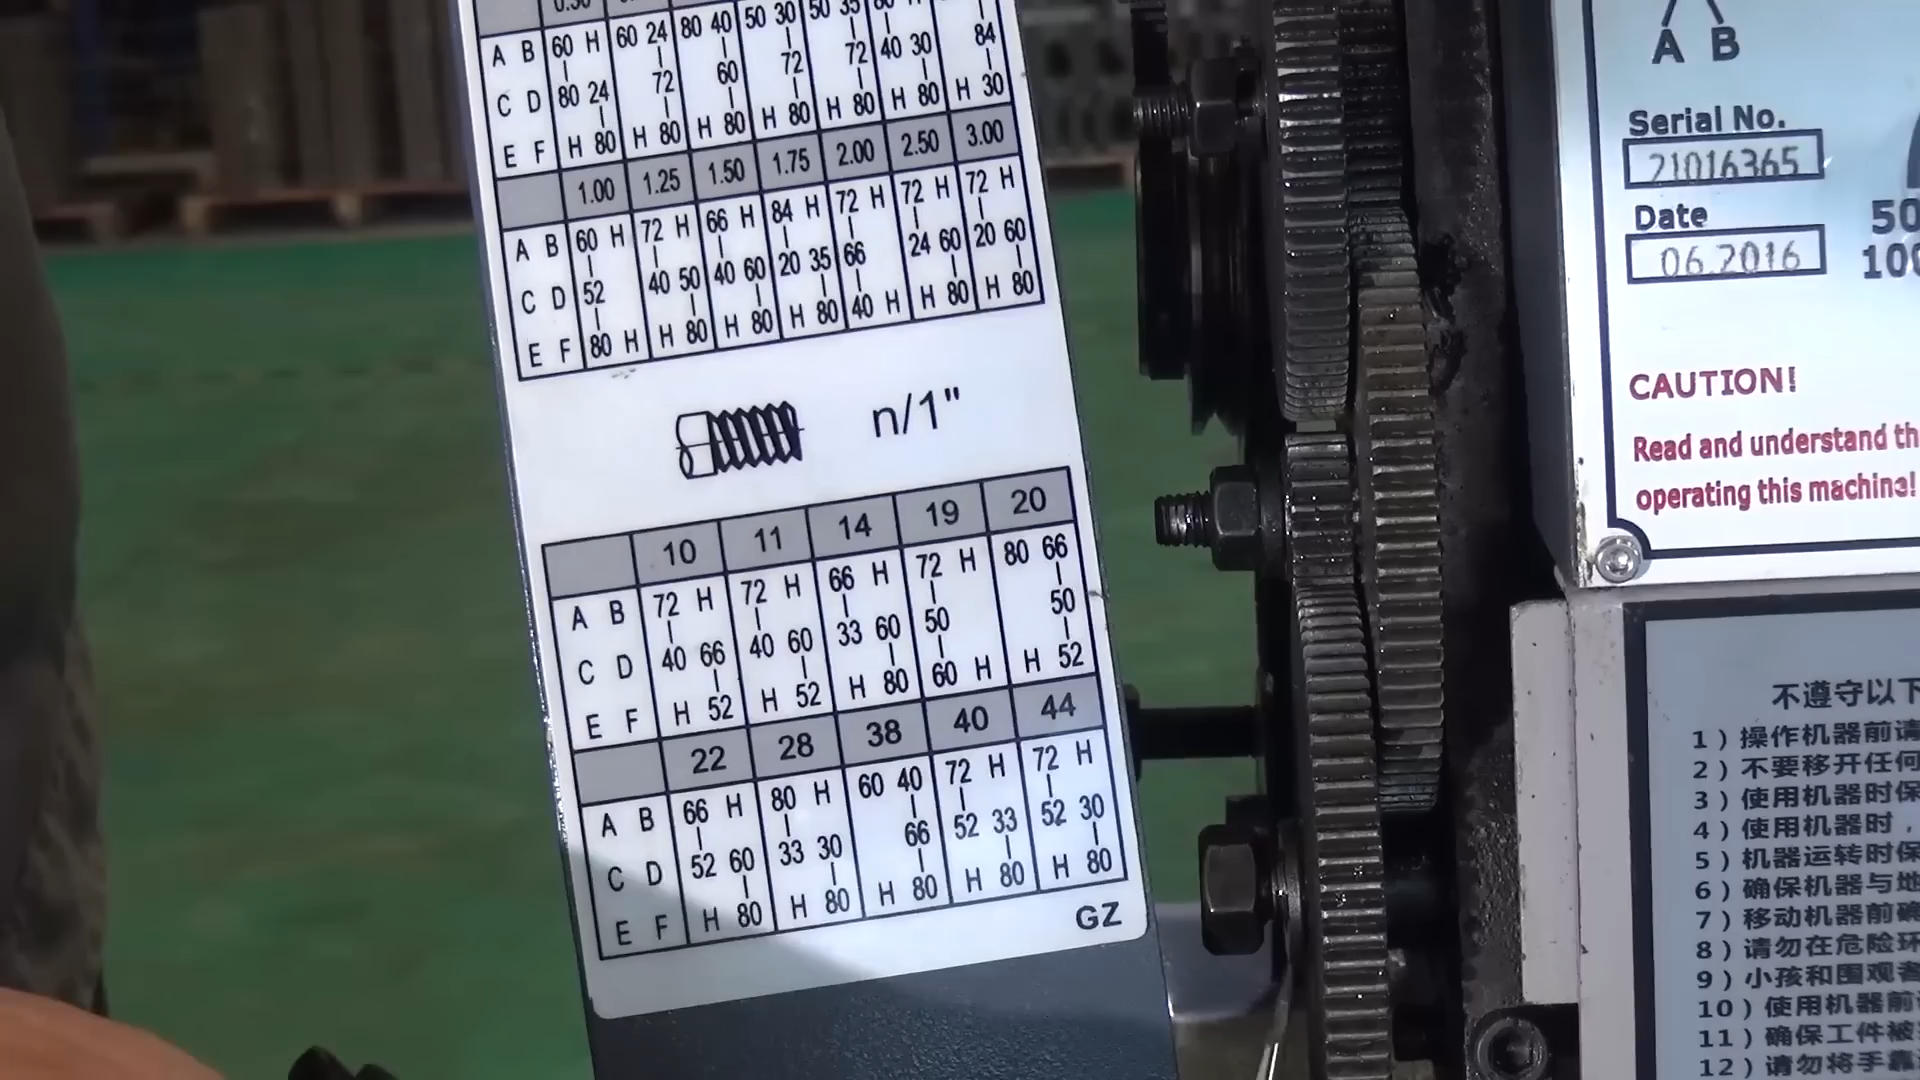 A B 60 H 60 24 80 40 50 30 50 35
C D 80 24 72 60 72 72 40 30 84
E F H 80 H 80 H 80 H 80 H 80 H 80 H 30
1.00 1.25 1.50 1.75 2.00 2.50 3.00
A B 60 H 72 H 66 H 84 H 72 H 72 H 72 H
C D 52 40 50 40 60 20 35 66 24 60 20 60
E F 80 H H 80 H 80 H 80 40 H H 80 H 80
n/1"
10 11 14 19 20
A B 72 H 72 H 66 H 72 H 80 66
C D 40 66 40 60 33 60 50 50
E F H 52 H 52 H 80 60 H H 52
22 28 38 40 44
A B 66 H 80 H 60 40 72 H 72 H
C D 52 60 33 30 66 52 33 52 30
E F H 80 H 80 H 80 H 80 H 80
GZ
A B
Serial No.
21016365
Date
06.2016
CAUTION!
Read and understand
operating this machine!
不遵守以下
1）操作机器前请
2）不要移开任何
3）使用机器时保
4）使用机器时，
5）机器运转时保
6）确保机器与地
7）移动机器前确
8）请勿在危险环
9）小孩和围观者
10）使用机器前
11）确保工件被
12）请勿将手靠